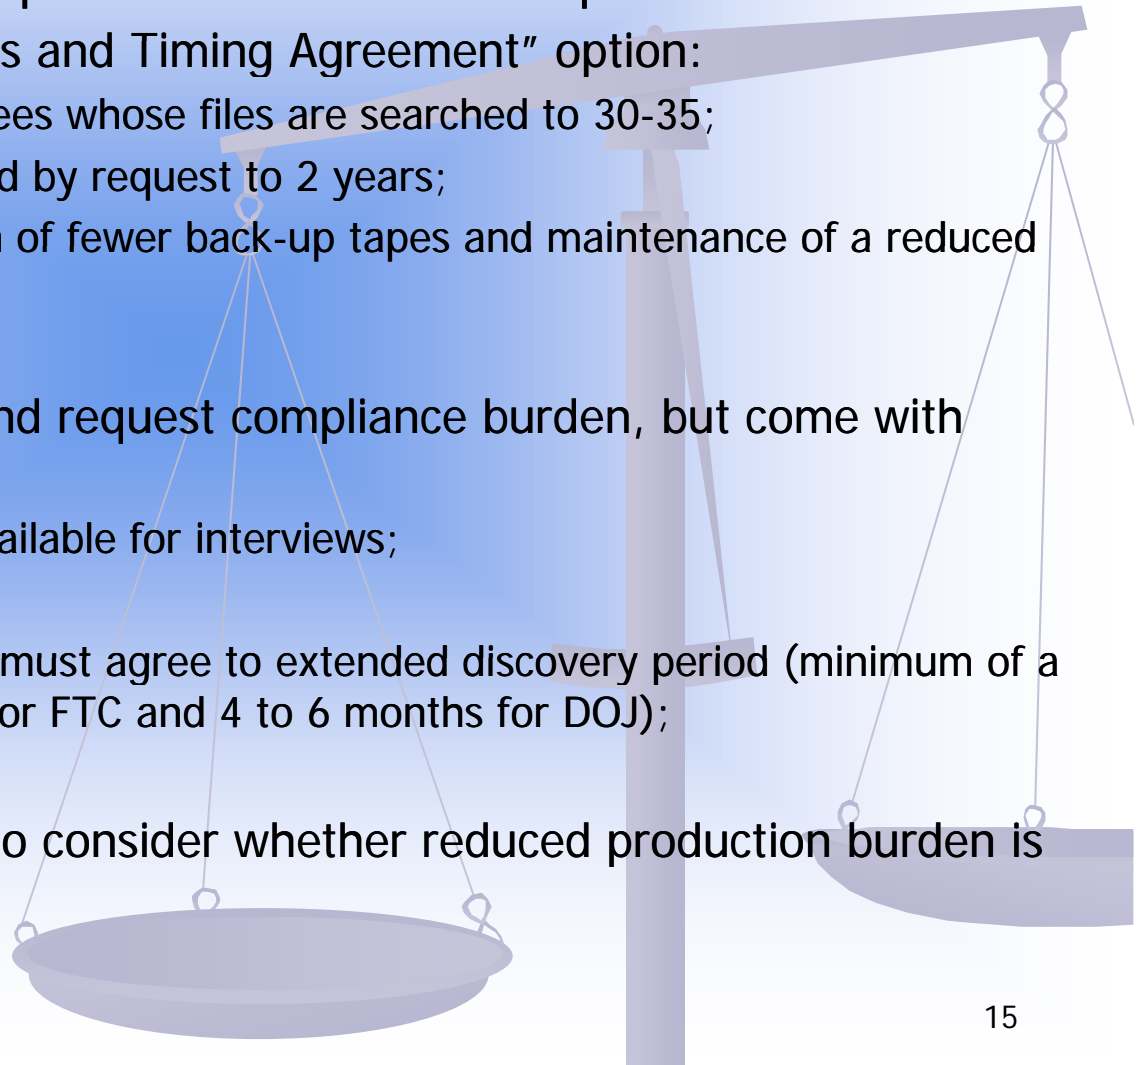 s and Timing Agreement” option:
ees whose files are searched to 30-35;
d by request to 2 years;
of fewer back-up tapes and maintenance of a reduced
nd request compliance burden, but come with
ailable for interviews;
must agree to extended discovery period (minimum of a
or FTC and 4 to 6 months for DOJ);
o consider whether reduced production burden is
15